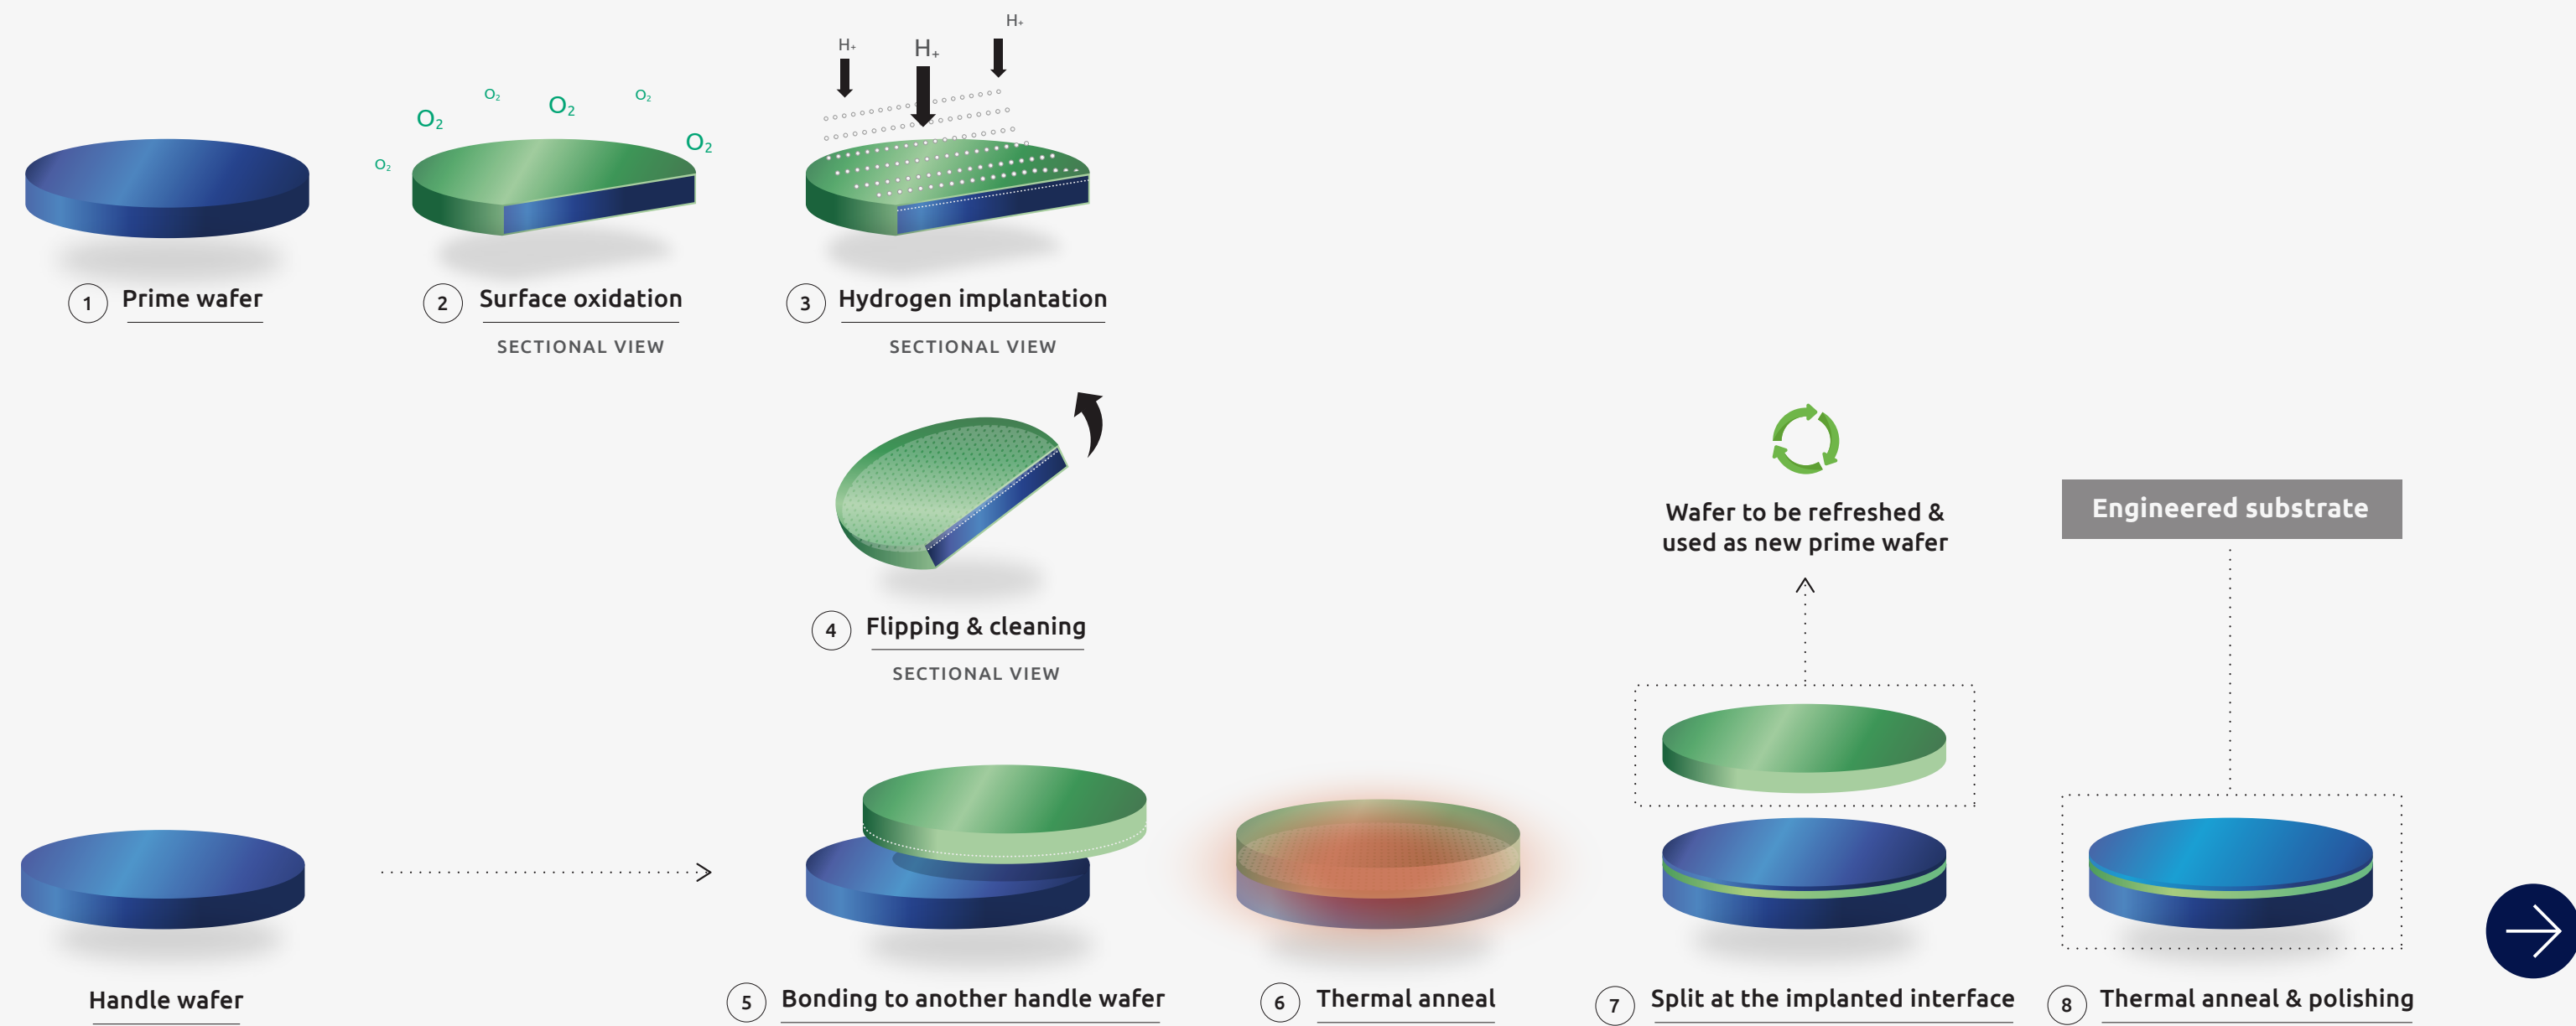 H+
H+
H+
O2
O2
O2
O2
O2
O2
1 Prime wafer
2 Surface oxidation
SECTIONAL VIEW
3 Hydrogen implantation
SECTIONAL VIEW
4 Flipping & cleaning
SECTIONAL VIEW
Wafer to be refreshed &
used as new prime wafer
Engineered substrate
Handle wafer
5 Bonding to another handle wafer
6 Thermal anneal
7 Split at the implanted interface
8 Thermal anneal & polishing